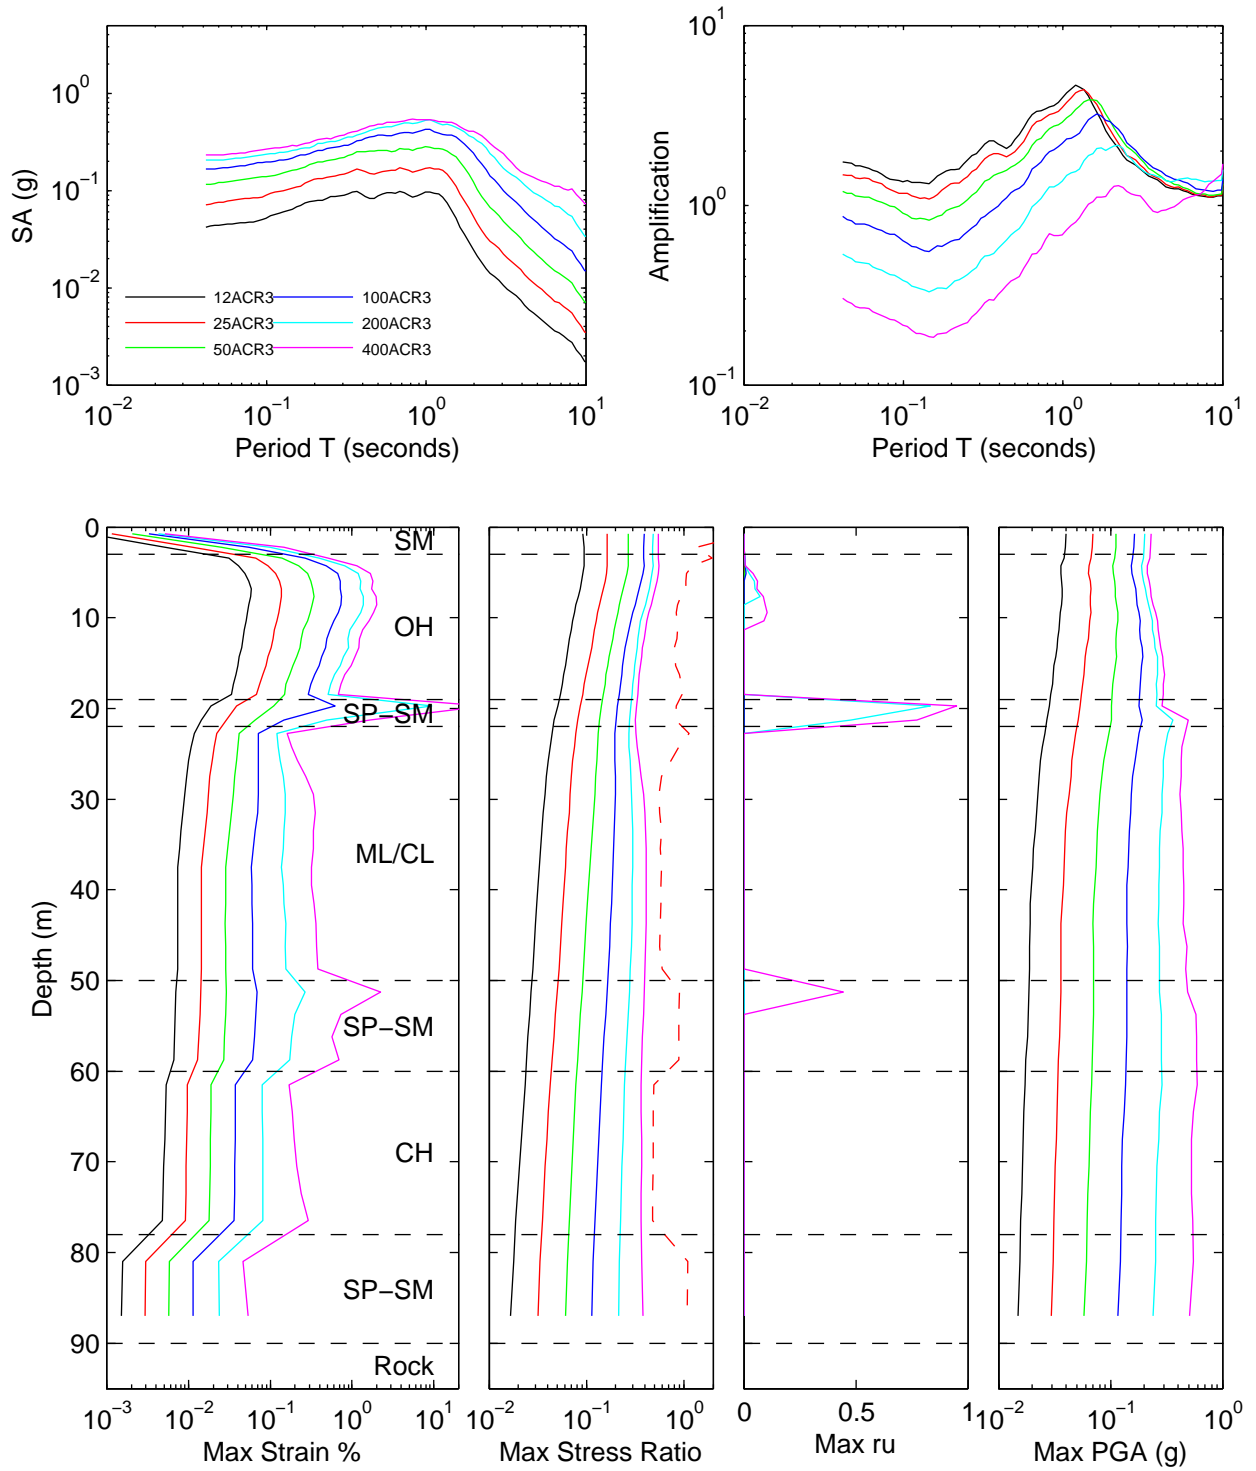 10^0
10^−1
10^−2
10^−3
SA (g)
10^−2
10^−1
10^0
10^1
Period T (seconds)
12ACR3
25ACR3
50ACR3
100ACR3
200ACR3
400ACR3
10^1
10^0
10^−1
Amplification
10^−2
10^−1
10^0
10^1
Period T (seconds)
0
10
20
30
40
50
60
70
80
90
Depth (m)
SM
OH
SP−SM
ML/CL
SP−SM
CH
SP−SM
Rock
10^−3
10^−2
10^−1
10^0
10^1
Max Strain %
10^−1
10^0
Max Stress Ratio
0
0.5
1
Max ru
10^−1
10^0
Max PGA (g)